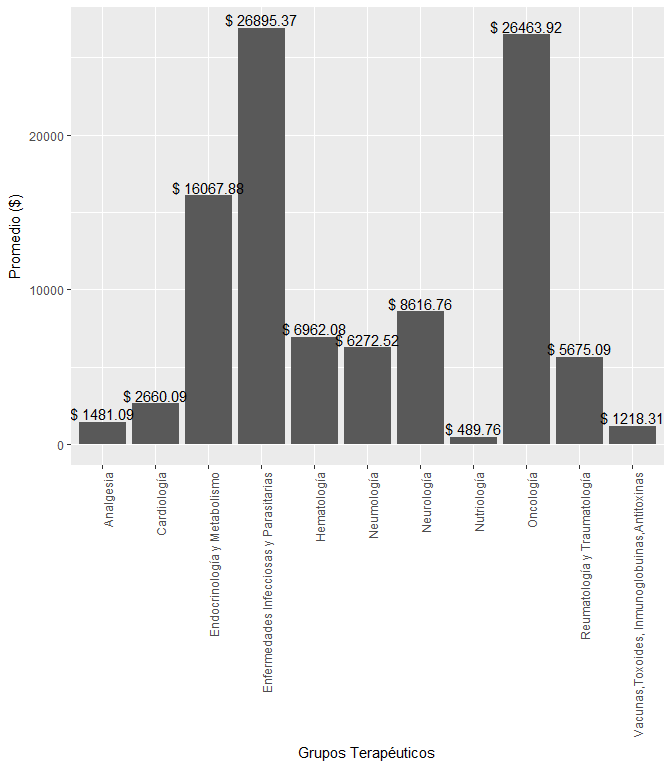 $ 26895.37
$ 26463.92
20000
$ 16067.88
Promedio ($)
10000
$ 8616.76
$ 6962.08
$ 6272.52
$ 5675.09
$ 2660.09
$ 1481.09
$ 1218.31
$ 489.76
0
Analgesia
Cardiología
Endocrinología y Metabolismo
Enfermedades Infecciosas y Parasitarias
Hematología
Neumología
Neurología
Nutriología
Oncología
Reumatología y Traumatología
Vacunas,Toxoides, Inmunoglobuinas,Antitoxinas
Grupos Terapéuticos